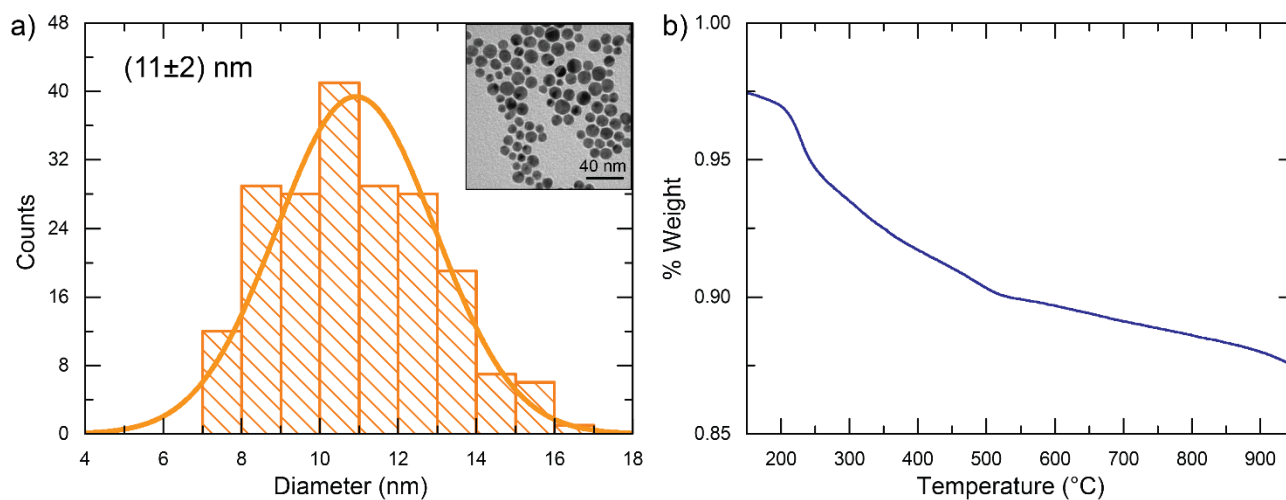 a)
(11±2) nm
40 nm
48
40
32
24
16
8
0
Counts
4 6 8 10 12 14 16 18
Diameter (nm)
b)
1.00
0.95
0.90
0.85
% Weight
200 300 400 500 600 700 800 900
Temperature (°C)